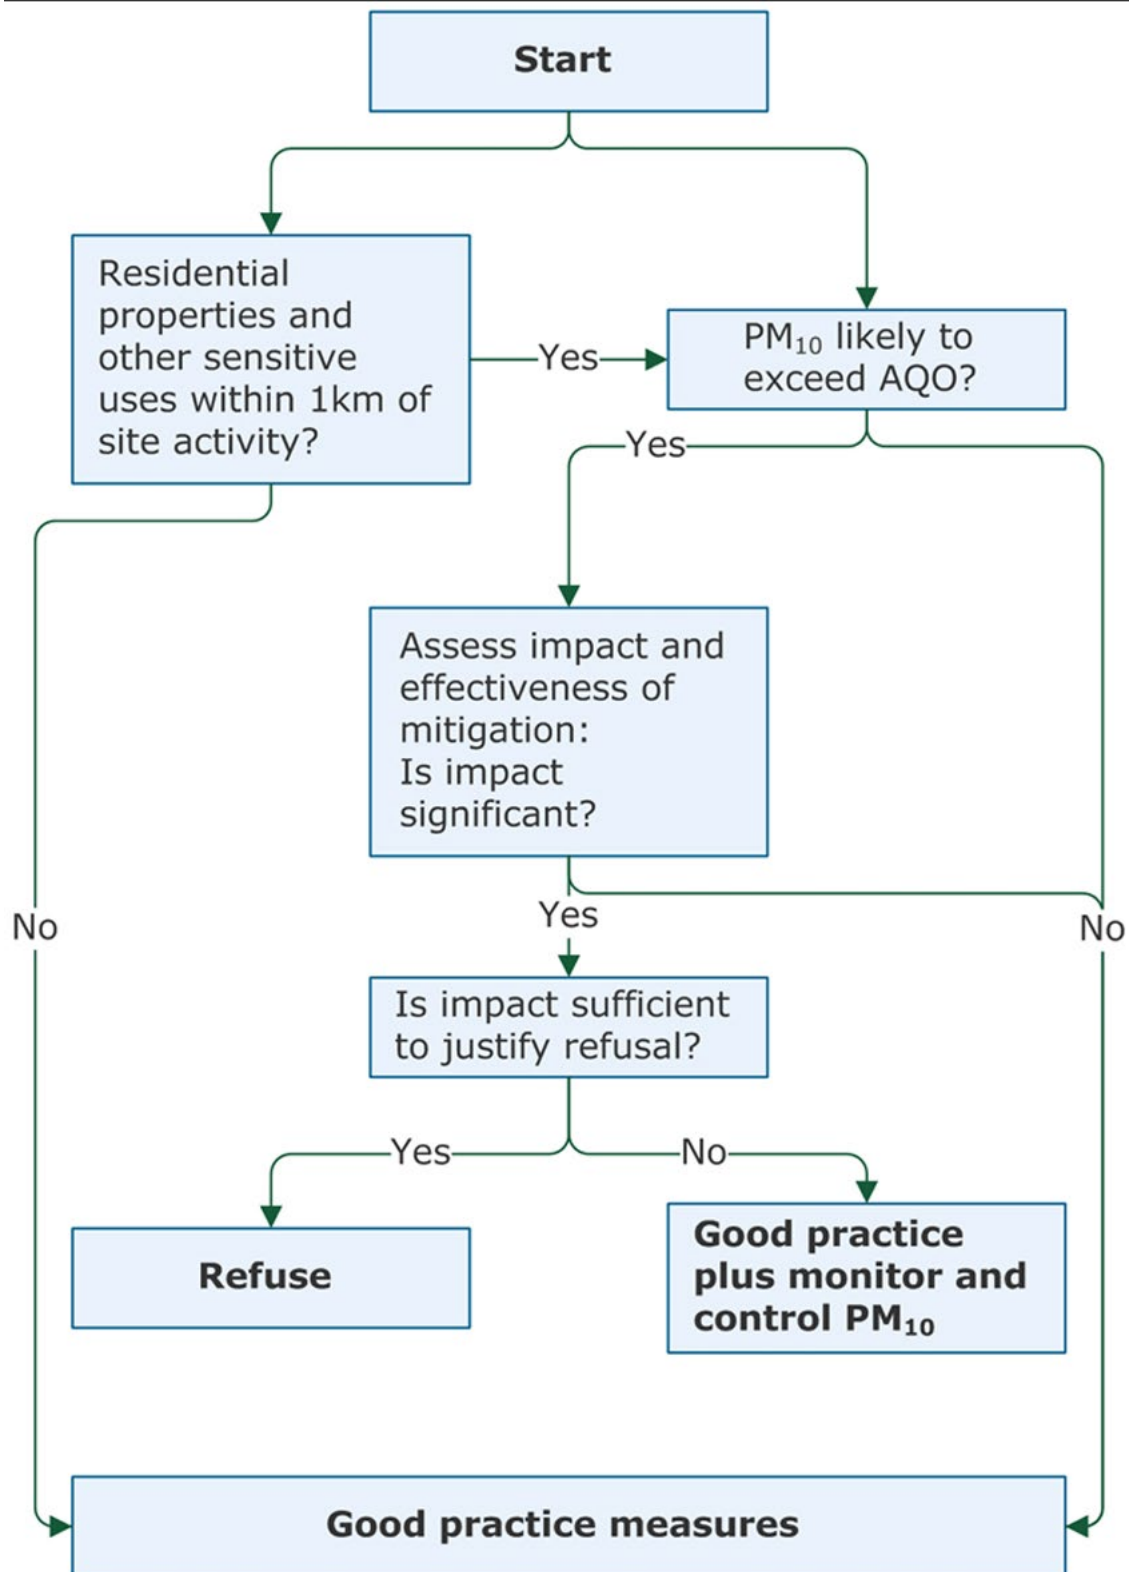 Start
Residential
properties and
other sensitive
uses within 1km of
site activity?
Yes
PM₁₀ likely to
exceed AQO?
Yes
Assess impact and
effectiveness of
mitigation:
Is impact
significant?
No
Yes
No
Is impact sufficient
to justify refusal?
Yes
No
Refuse
Good practice
plus monitor and
control PM₁₀
Good practice measures